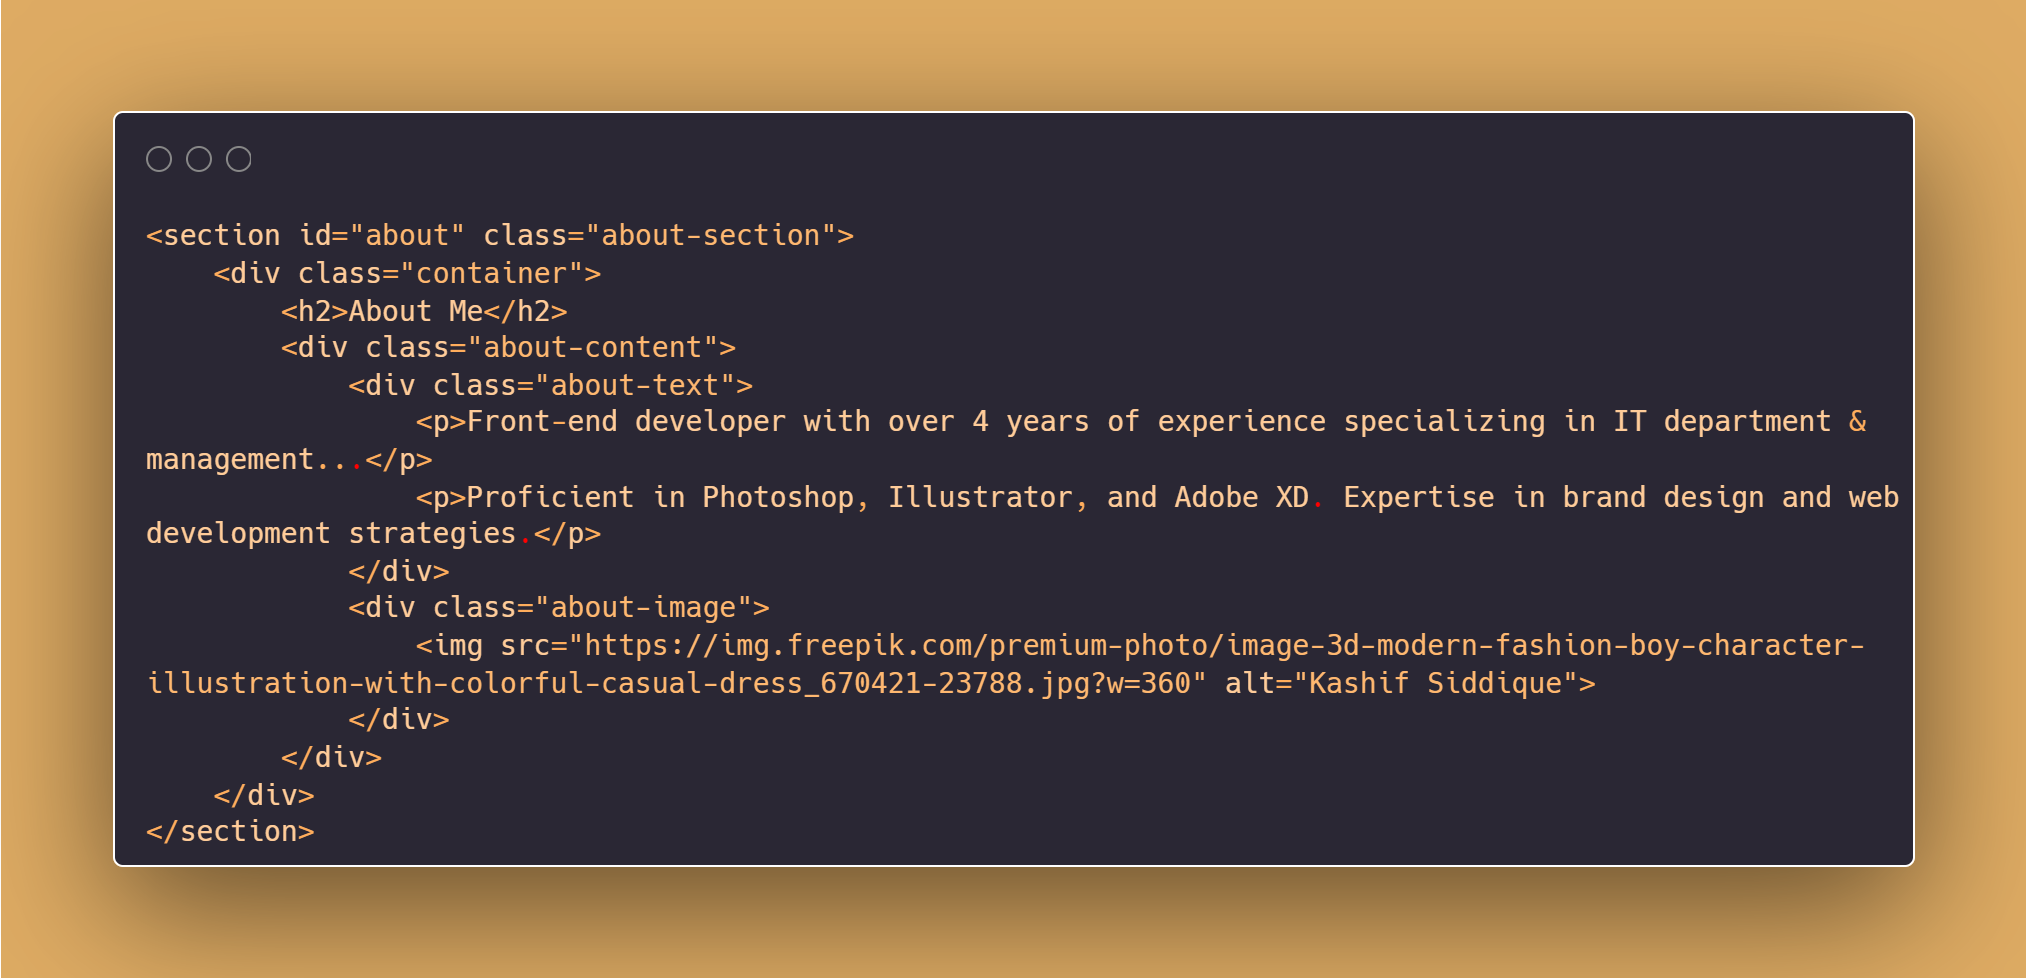 <section id="about" class="about-section">
    <div class="container">
        <h2>About Me</h2>
        <div class="about-content">
            <div class="about-text">
                <p>Front-end developer with over 4 years of experience specializing in IT department &
management...</p>
                <p>Proficient in Photoshop, Illustrator, and Adobe XD. Expertise in brand design and web
development strategies.</p>
            </div>
            <div class="about-image">
                <img src="https://img.freepik.com/premium-photo/image-3d-modern-fashion-boy-character-
illustration-with-colorful-casual-dress_670421-23788.jpg?w=360" alt="Kashif Siddique">
            </div>
        </div>
    </div>
</section>